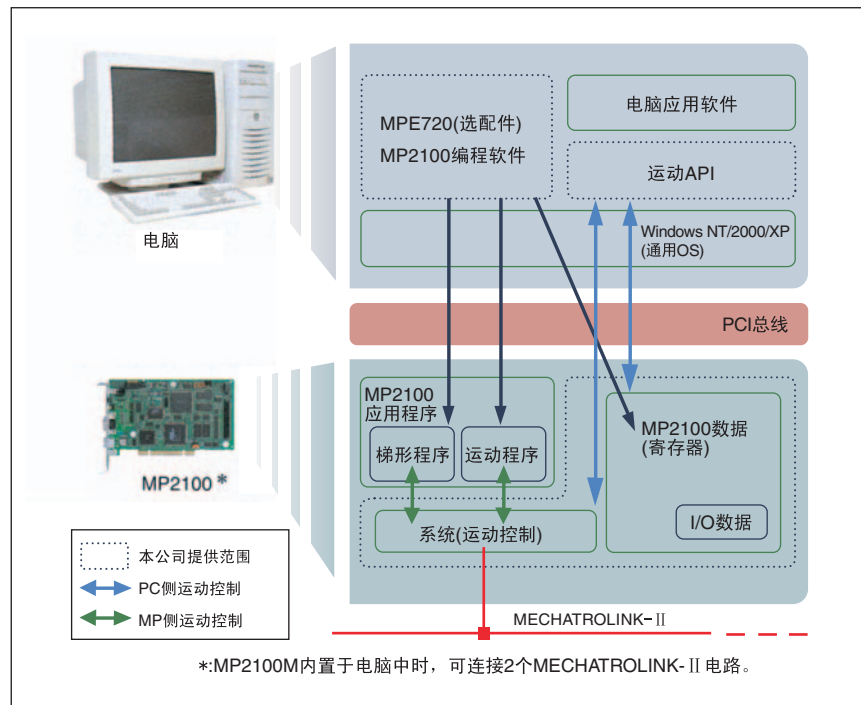 电脑
MPE720(选配件)
MP2100编程软件
电脑应用软件
运动API
Windows NT/2000/XP
(通用OS)
PCI总线
MP2100*
MP2100
应用程序
梯形程序
运动程序
系统(运动控制)
MP2100数据
(寄存器)
I/O数据
本公司提供范围
PC侧运动控制
MP侧运动控制
MECHATROLINK-Ⅱ
*:MP2100M内置于电脑中时，可连接2个MECHATROLINK-Ⅱ电路。